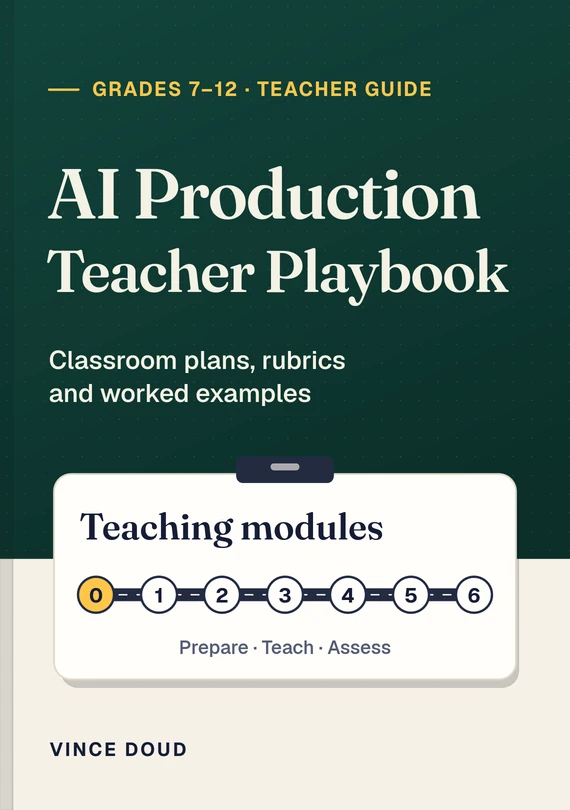 GRADES 7–12 · TEACHER GUIDE
AI Production
Teacher Playbook
Classroom plans, rubrics
and worked examples
Teaching modules
0 1 2 3 4 5 6
Prepare · Teach · Assess
VINCE DOUD